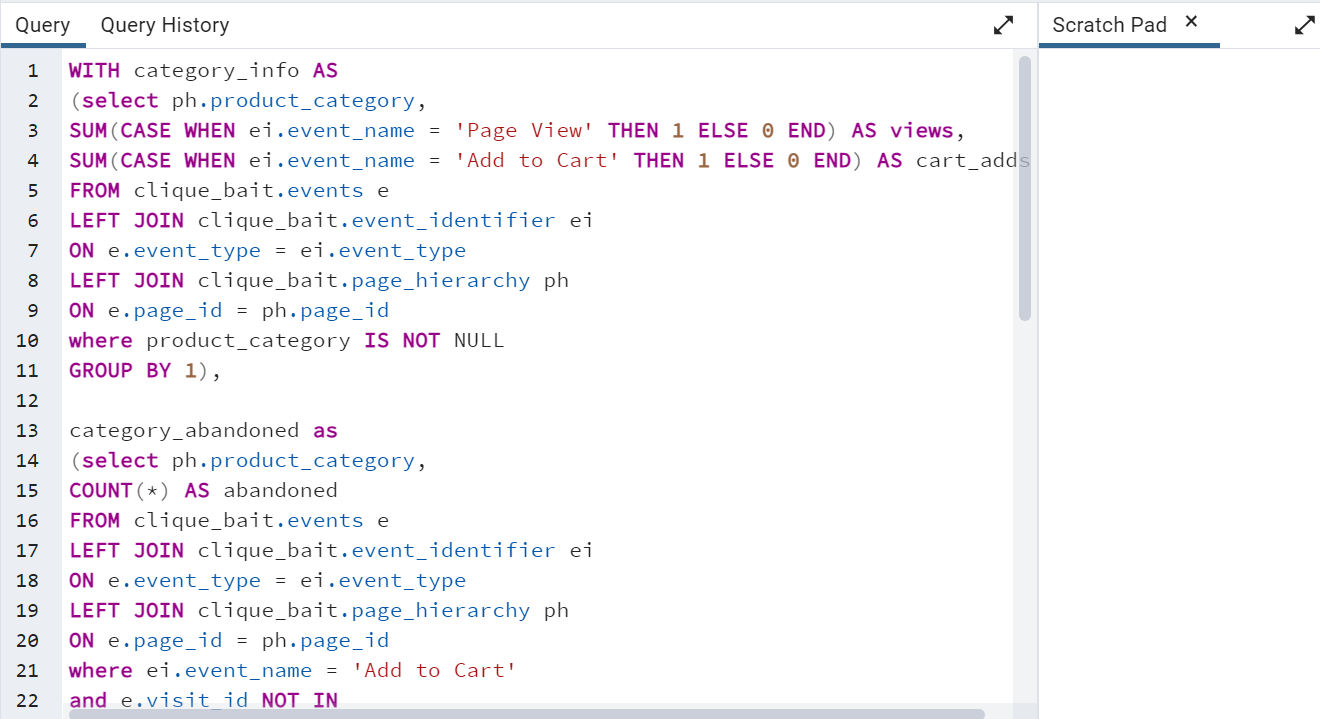 Query Query History Scratch Pad ×
1 WITH category_info AS
2 (select ph.product_category,
3 SUM(CASE WHEN ei.event_name = 'Page View' THEN 1 ELSE 0 END) AS views,
4 SUM(CASE WHEN ei.event_name = 'Add to Cart' THEN 1 ELSE 0 END) AS cart_adds
5 FROM clique_bait.events e
6 LEFT JOIN clique_bait.event_identifier ei
7 ON e.event_type = ei.event_type
8 LEFT JOIN clique_bait.page_hierarchy ph
9 ON e.page_id = ph.page_id
10 where product_category IS NOT NULL
11 GROUP BY 1),
12
13 category_abandoned as
14 (select ph.product_category,
15 COUNT(*) AS abandoned
16 FROM clique_bait.events e
17 LEFT JOIN clique_bait.event_identifier ei
18 ON e.event_type = ei.event_type
19 LEFT JOIN clique_bait.page_hierarchy ph
20 ON e.page_id = ph.page_id
21 where ei.event_name = 'Add to Cart'
22 and e.visit_id NOT IN